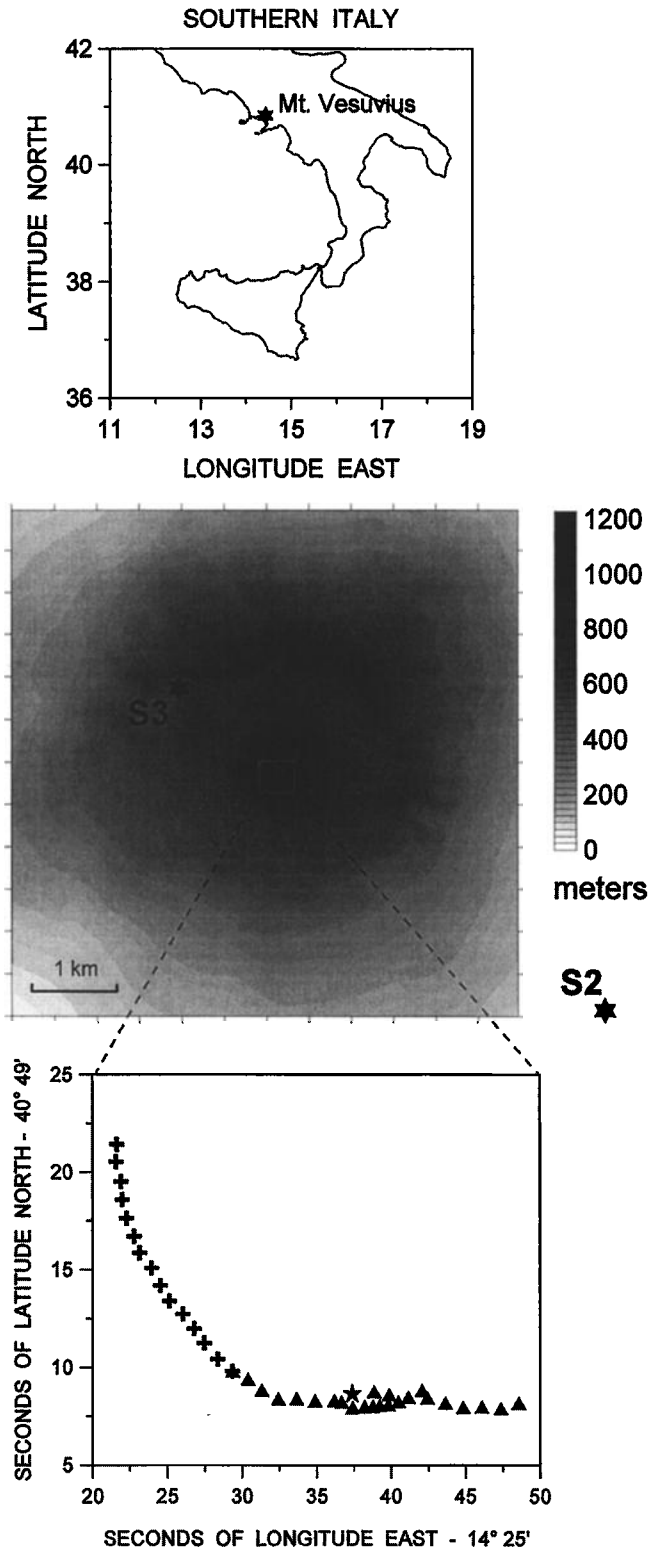 SOUTHERN ITALY
42
Mt. Vesuvius
40
38
36
LATITUDE NORTH
11 13 15 17 19
LONGITUDE EAST
1200
1000
800
600
400
200
0
meters
S3
1 km
S2
25
20
15
10
5
SECONDS OF LATITUDE NORTH - 40° 49'
20 25 30 35 40 45 50
SECONDS OF LONGITUDE EAST - 14° 25'